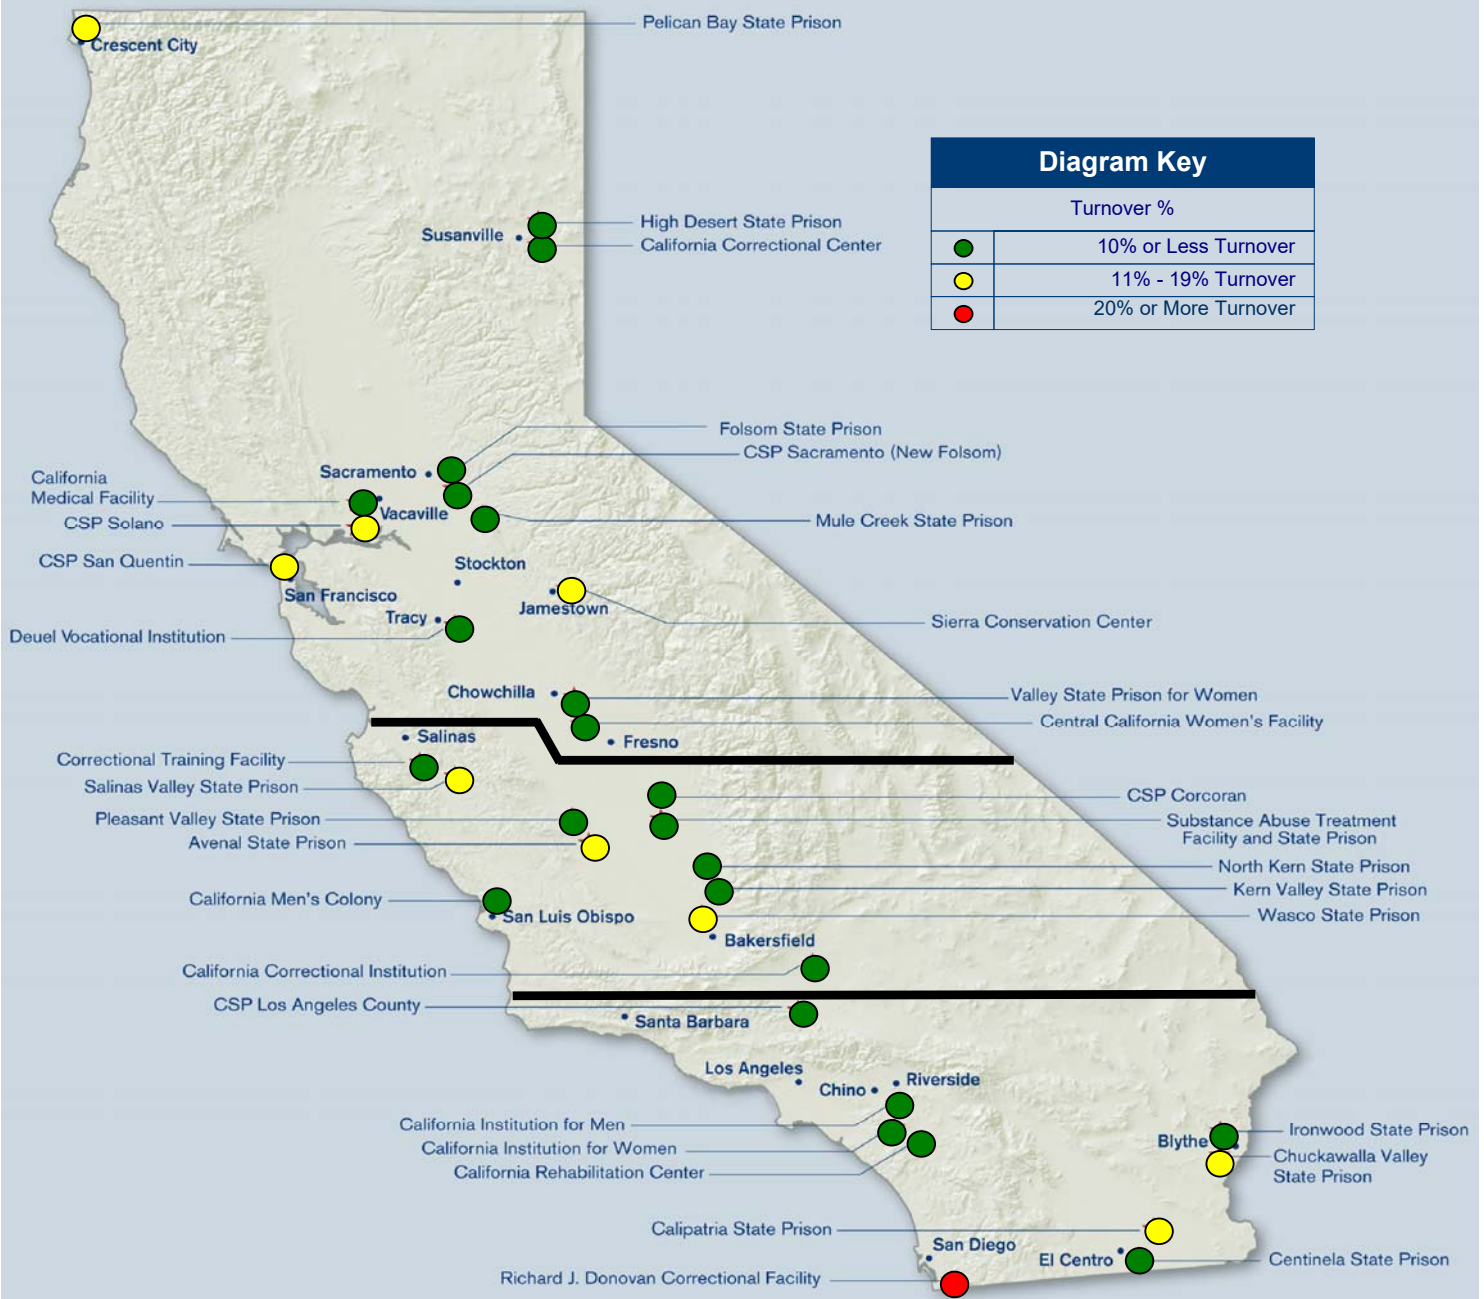 Pelican Bay State Prison
Crescent City
Diagram Key
Turnover %
10% or Less Turnover
11% - 19% Turnover
20% or More Turnover
High Desert State Prison
Susanville
California Correctional Center
Folsom State Prison
CSP Sacramento (New Folsom)
Sacramento
California
Medical Facility
Vacaville
CSP Solano
Mule Creek State Prison
CSP San Quentin
Stockton
San Francisco
Jamestown
Tracy
Sierra Conservation Center
Deuel Vocational Institution
Chowchilla
Valley State Prison for Women
Central California Women's Facility
Salinas
Fresno
Correctional Training Facility
Salinas Valley State Prison
CSP Corcoran
Pleasant Valley State Prison
Substance Abuse Treatment
Facility and State Prison
Avenal State Prison
North Kern State Prison
Kern Valley State Prison
California Men's Colony
San Luis Obispo
Wasco State Prison
Bakersfield
California Correctional Institution
CSP Los Angeles County
Santa Barbara
Los Angeles
Chino
Riverside
California Institution for Men
California Institution for Women
California Rehabilitation Center
Ironwood State Prison
Blythe
Chuckawalla Valley
State Prison
Calipatria State Prison
San Diego
El Centro
Centinela State Prison
Richard J. Donovan Correctional Facility